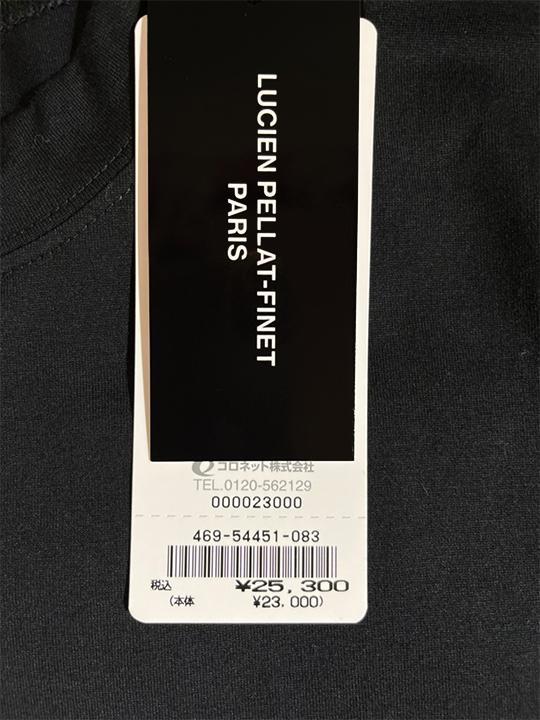 LUCIEN PELLAT-FINET
PARIS
コロネット株式会社
TEL.0120-562129
000023000
469-54451-083
税込 ¥25,300
(本体 ¥23,000)